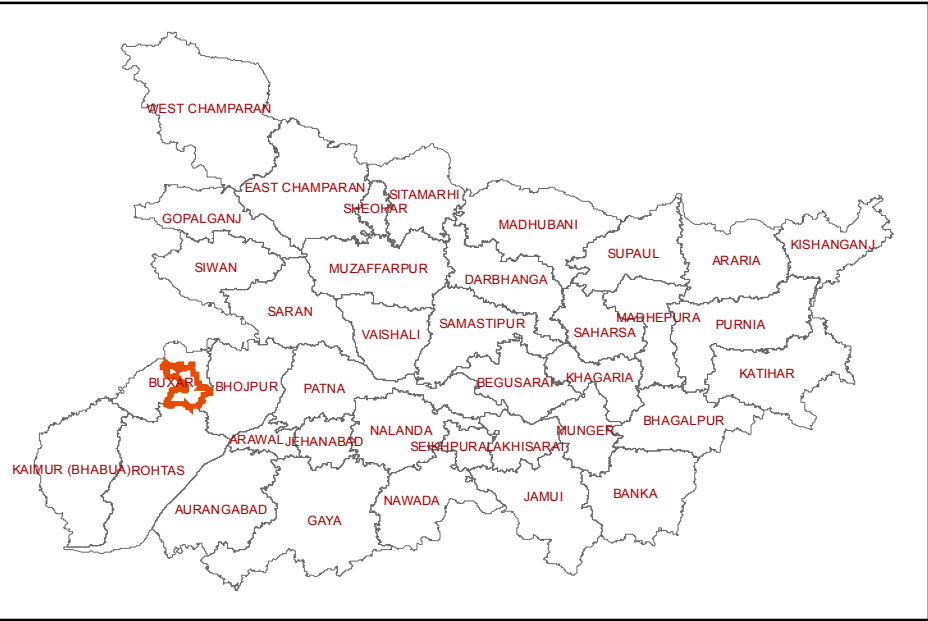 WEST CHAMPARAN
EAST CHAMPARAN
SITAMARHI
SHEOHAR
GOPALGANJ
MADHUBANI
KISHANGANJ
SUPAUL
ARARIA
SIWAN
MUZAFFARPUR
DARBHANGA
SARAN
MADHEPURA
SAMASTIPUR
PURNIA
VAISHALI
SAHARSA
KATIHAR
BUXAR
BHOJPUR
PATNA
BEGUSARAI
KHAGARIA
BHAGALPUR
NALANDA
MUNGER
ARAWAL
JEHANABAD
SEIKHPURA
LAKHISARAI
KAIMUR (BHABUA)
ROHTAS
JAMUI
BANKA
NAWADA
AURANGABAD
GAYA